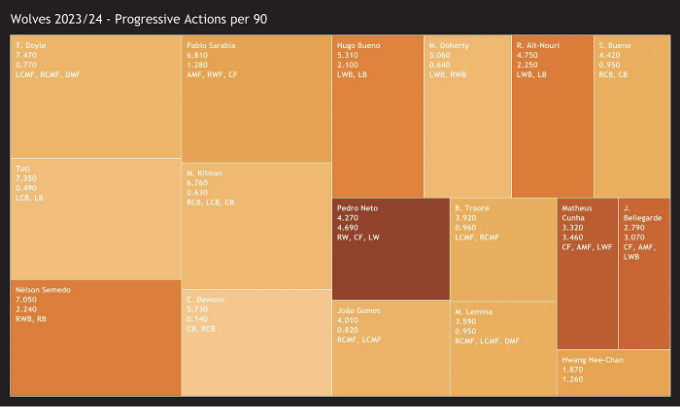 Wolves 2023/24 - Progressive Actions per 90
T. Doyle
7.470
0.770
LCMF, RCMF, DMF
Toti
7.350
0.490
LCB, LB
Nélson Semedo
7.050
2.240
RWB, RB
Pablo Sarabia
6.810
1.280
AMF, RWF, CF
M. Kilman
6.760
0.630
RCB, LCB, CB
C. Dawson
5.730
0.140
CB, RCB
Hugo Bueno
5.310
2.100
LWB, LB
M. Doherty
5.060
0.640
LWB, RWB
R. Aït-Nouri
4.750
2.250
LWB, LB
S. Bueno
4.420
0.950
RCB, CB
Pedro Neto
4.270
4.690
RW, CF, LW
João Gomes
4.010
0.820
RCMF, LCMF
B. Traore
3.920
0.960
LCMF, RCMF
M. Lemina
3.590
0.950
RCMF, LCMF, DMF
Matheus
Cunha
3.320
3.460
CF, AMF, LWF
J.
Bellegarde
2.790
3.070
CF, AMF,
LWB
Hwang Hee-Chan
1.870
1.260